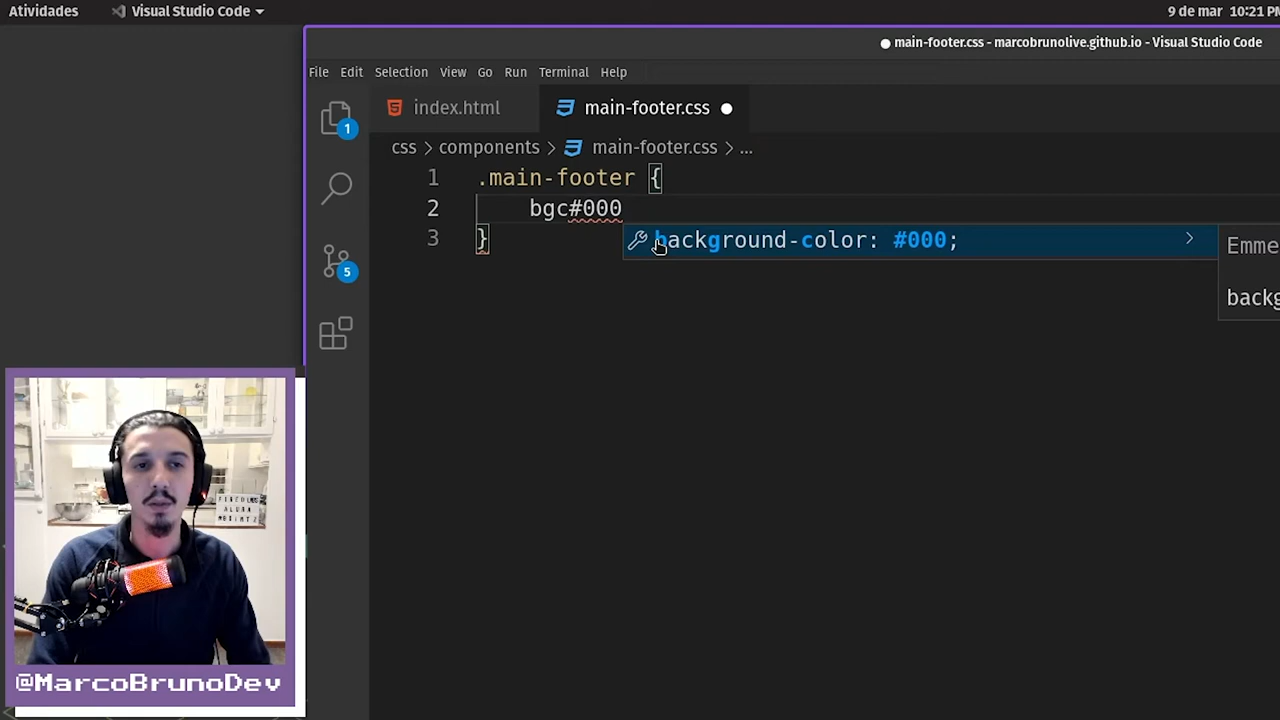 Atividades
Visual Studio Code
9 de mar 10:21 P
main-footer.css - marcobrunolive.github.io - Visual Studio Code
File Edit Selection View Go Run Terminal Help
index.html
main-footer.css
css > components > main-footer.css > ...
1 .main-footer {
2 bgc#000
3 }
background-color: #000;
Emme
backg
1
5
@MarcoBrunoDev